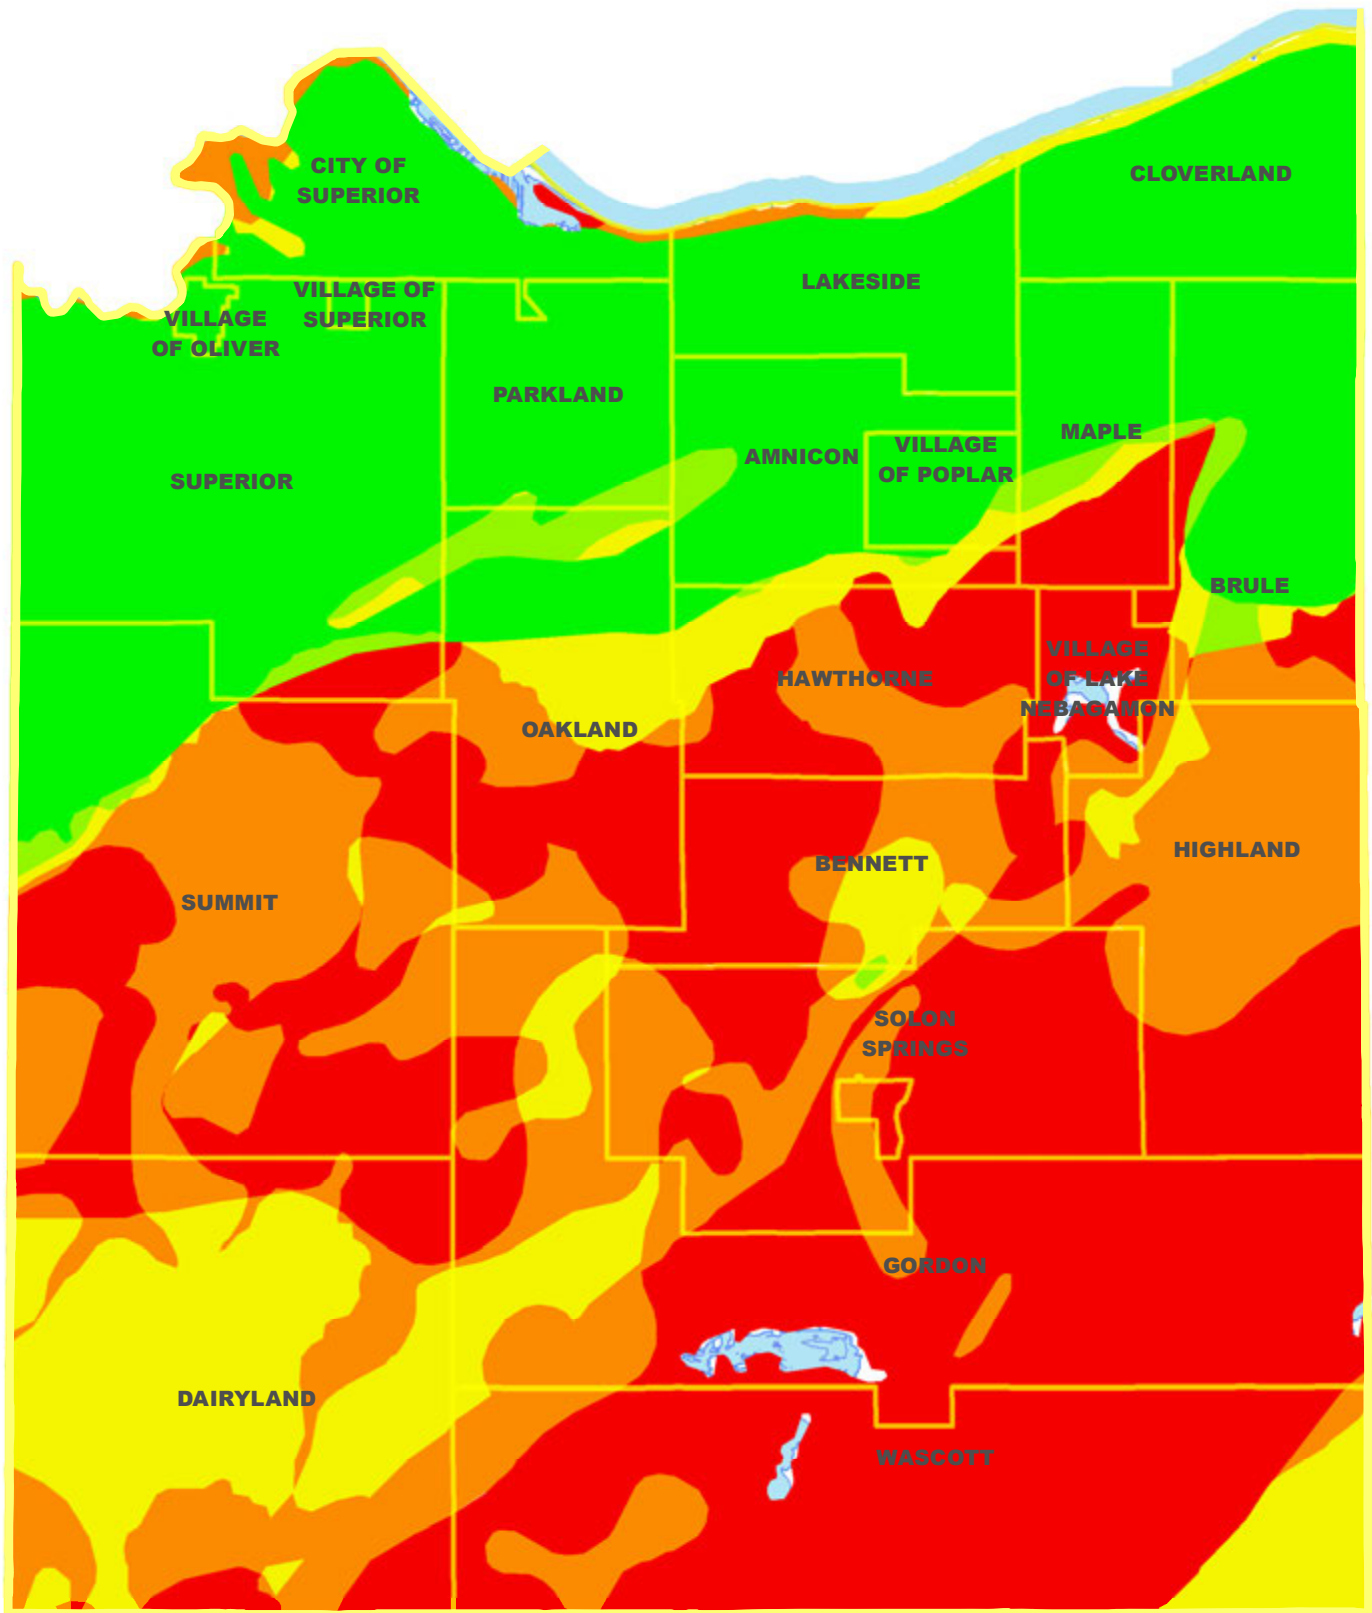 CITY OF
SUPERIOR
CLOVERLAND
LAKESIDE
VILLAGE OF
SUPERIOR
VILLAGE
OF OLIVER
PARKLAND
MAPLE
VILLAGE
OF POPLAR
AMNICON
SUPERIOR
BRULE
VILLAGE
OF LAKE
NEBAGAMON
HAWTHORNE
OAKLAND
HIGHLAND
BENNETT
SUMMIT
SOLON
SPRINGS
GORDON
DAIRYLAND
WASCOTT